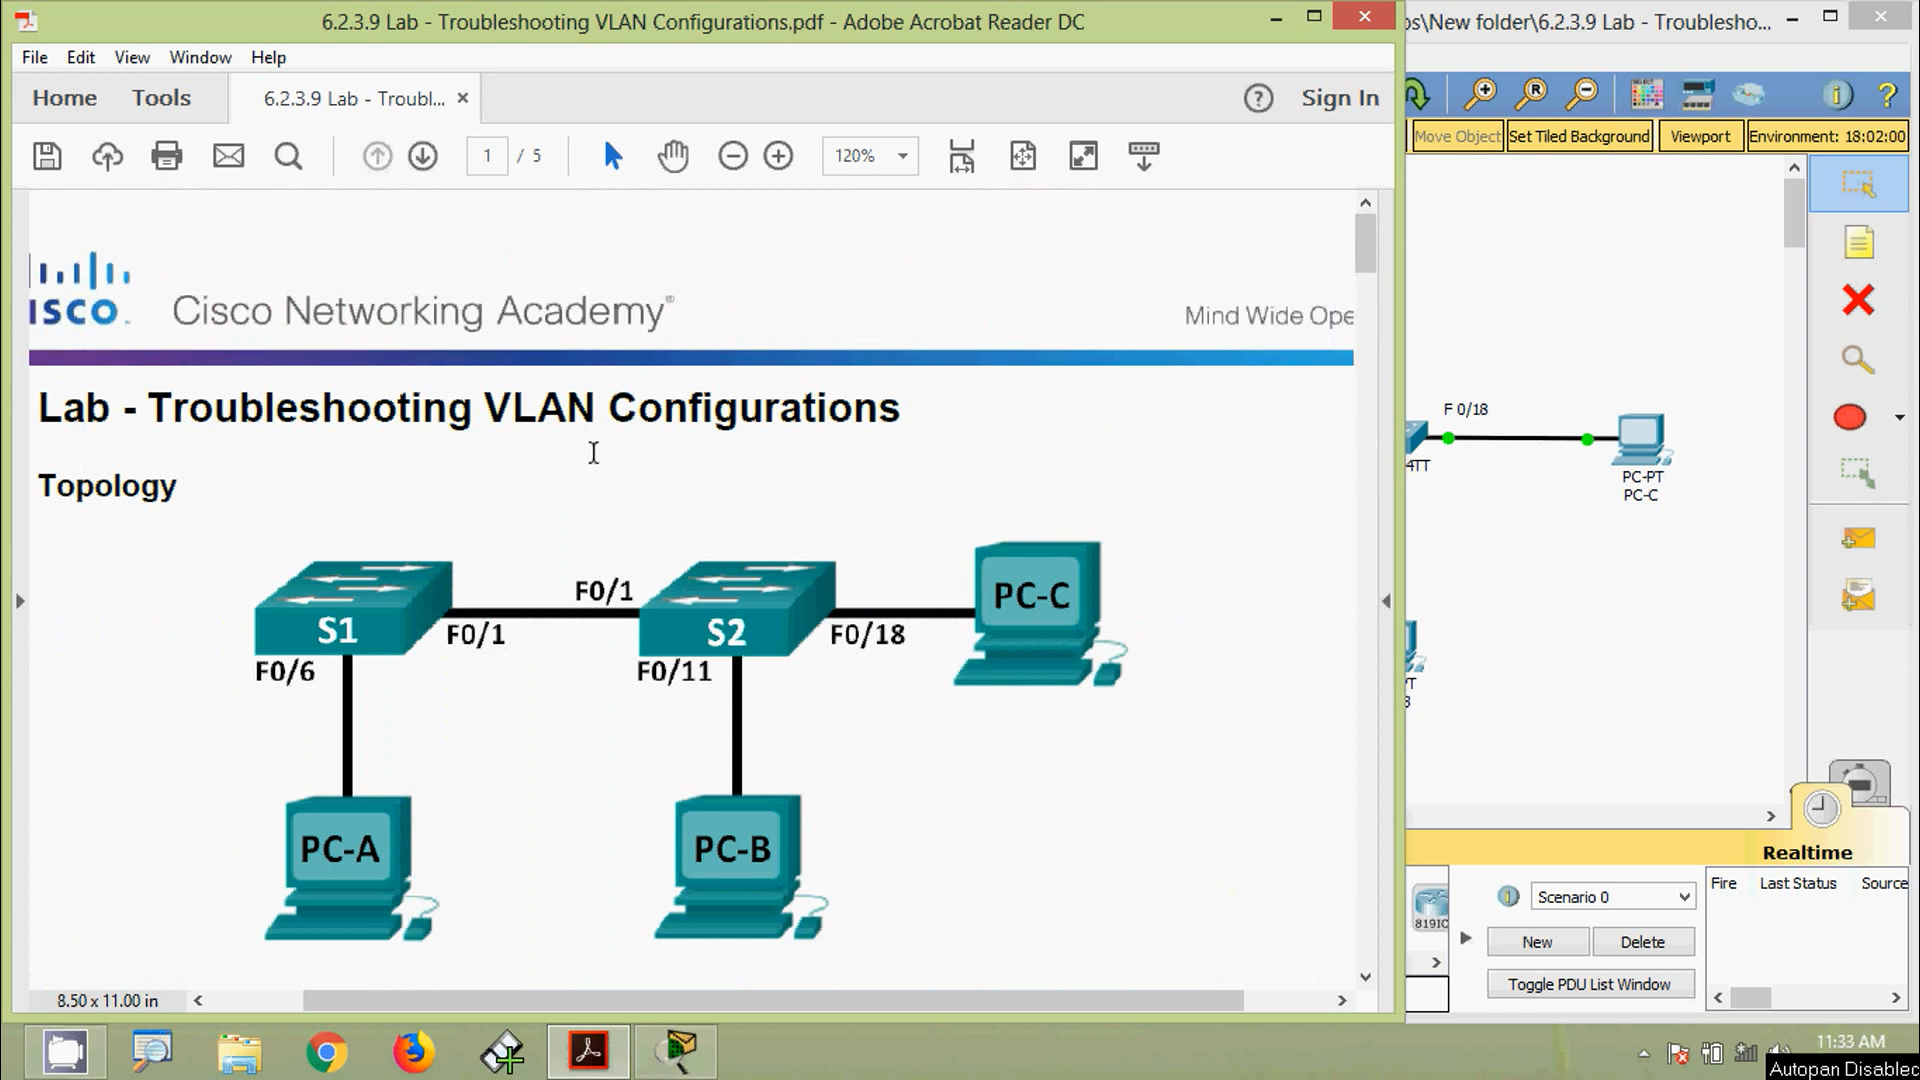 6.2.3.9 Lab - Troubleshooting VLAN Configurations.pdf - Adobe Acrobat Reader DC
os\New folder\6.2.3.9 Lab - Troublesho...
File Edit View Window Help
Home Tools 6.2.3.9 Lab - Troubl... × Sign In
1 / 5 120%
Move Object Set Tiled Background Viewport Environment: 18:02:00
ISCO. Cisco Networking Academy® Mind Wide Ope
Lab - Troubleshooting VLAN Configurations
Topology
F0/1
S1
F0/1
S2
F0/18
PC-C
F0/6
F0/11
PC-A
PC-B
F 0/18
4TT
PC-PT
PC-C
T
8.50 x 11.00 in
Realtime
Fire Last Status Source
Scenario 0
819IC
New Delete
Toggle PDU List Window
11:33 AM
Autopan Disabled